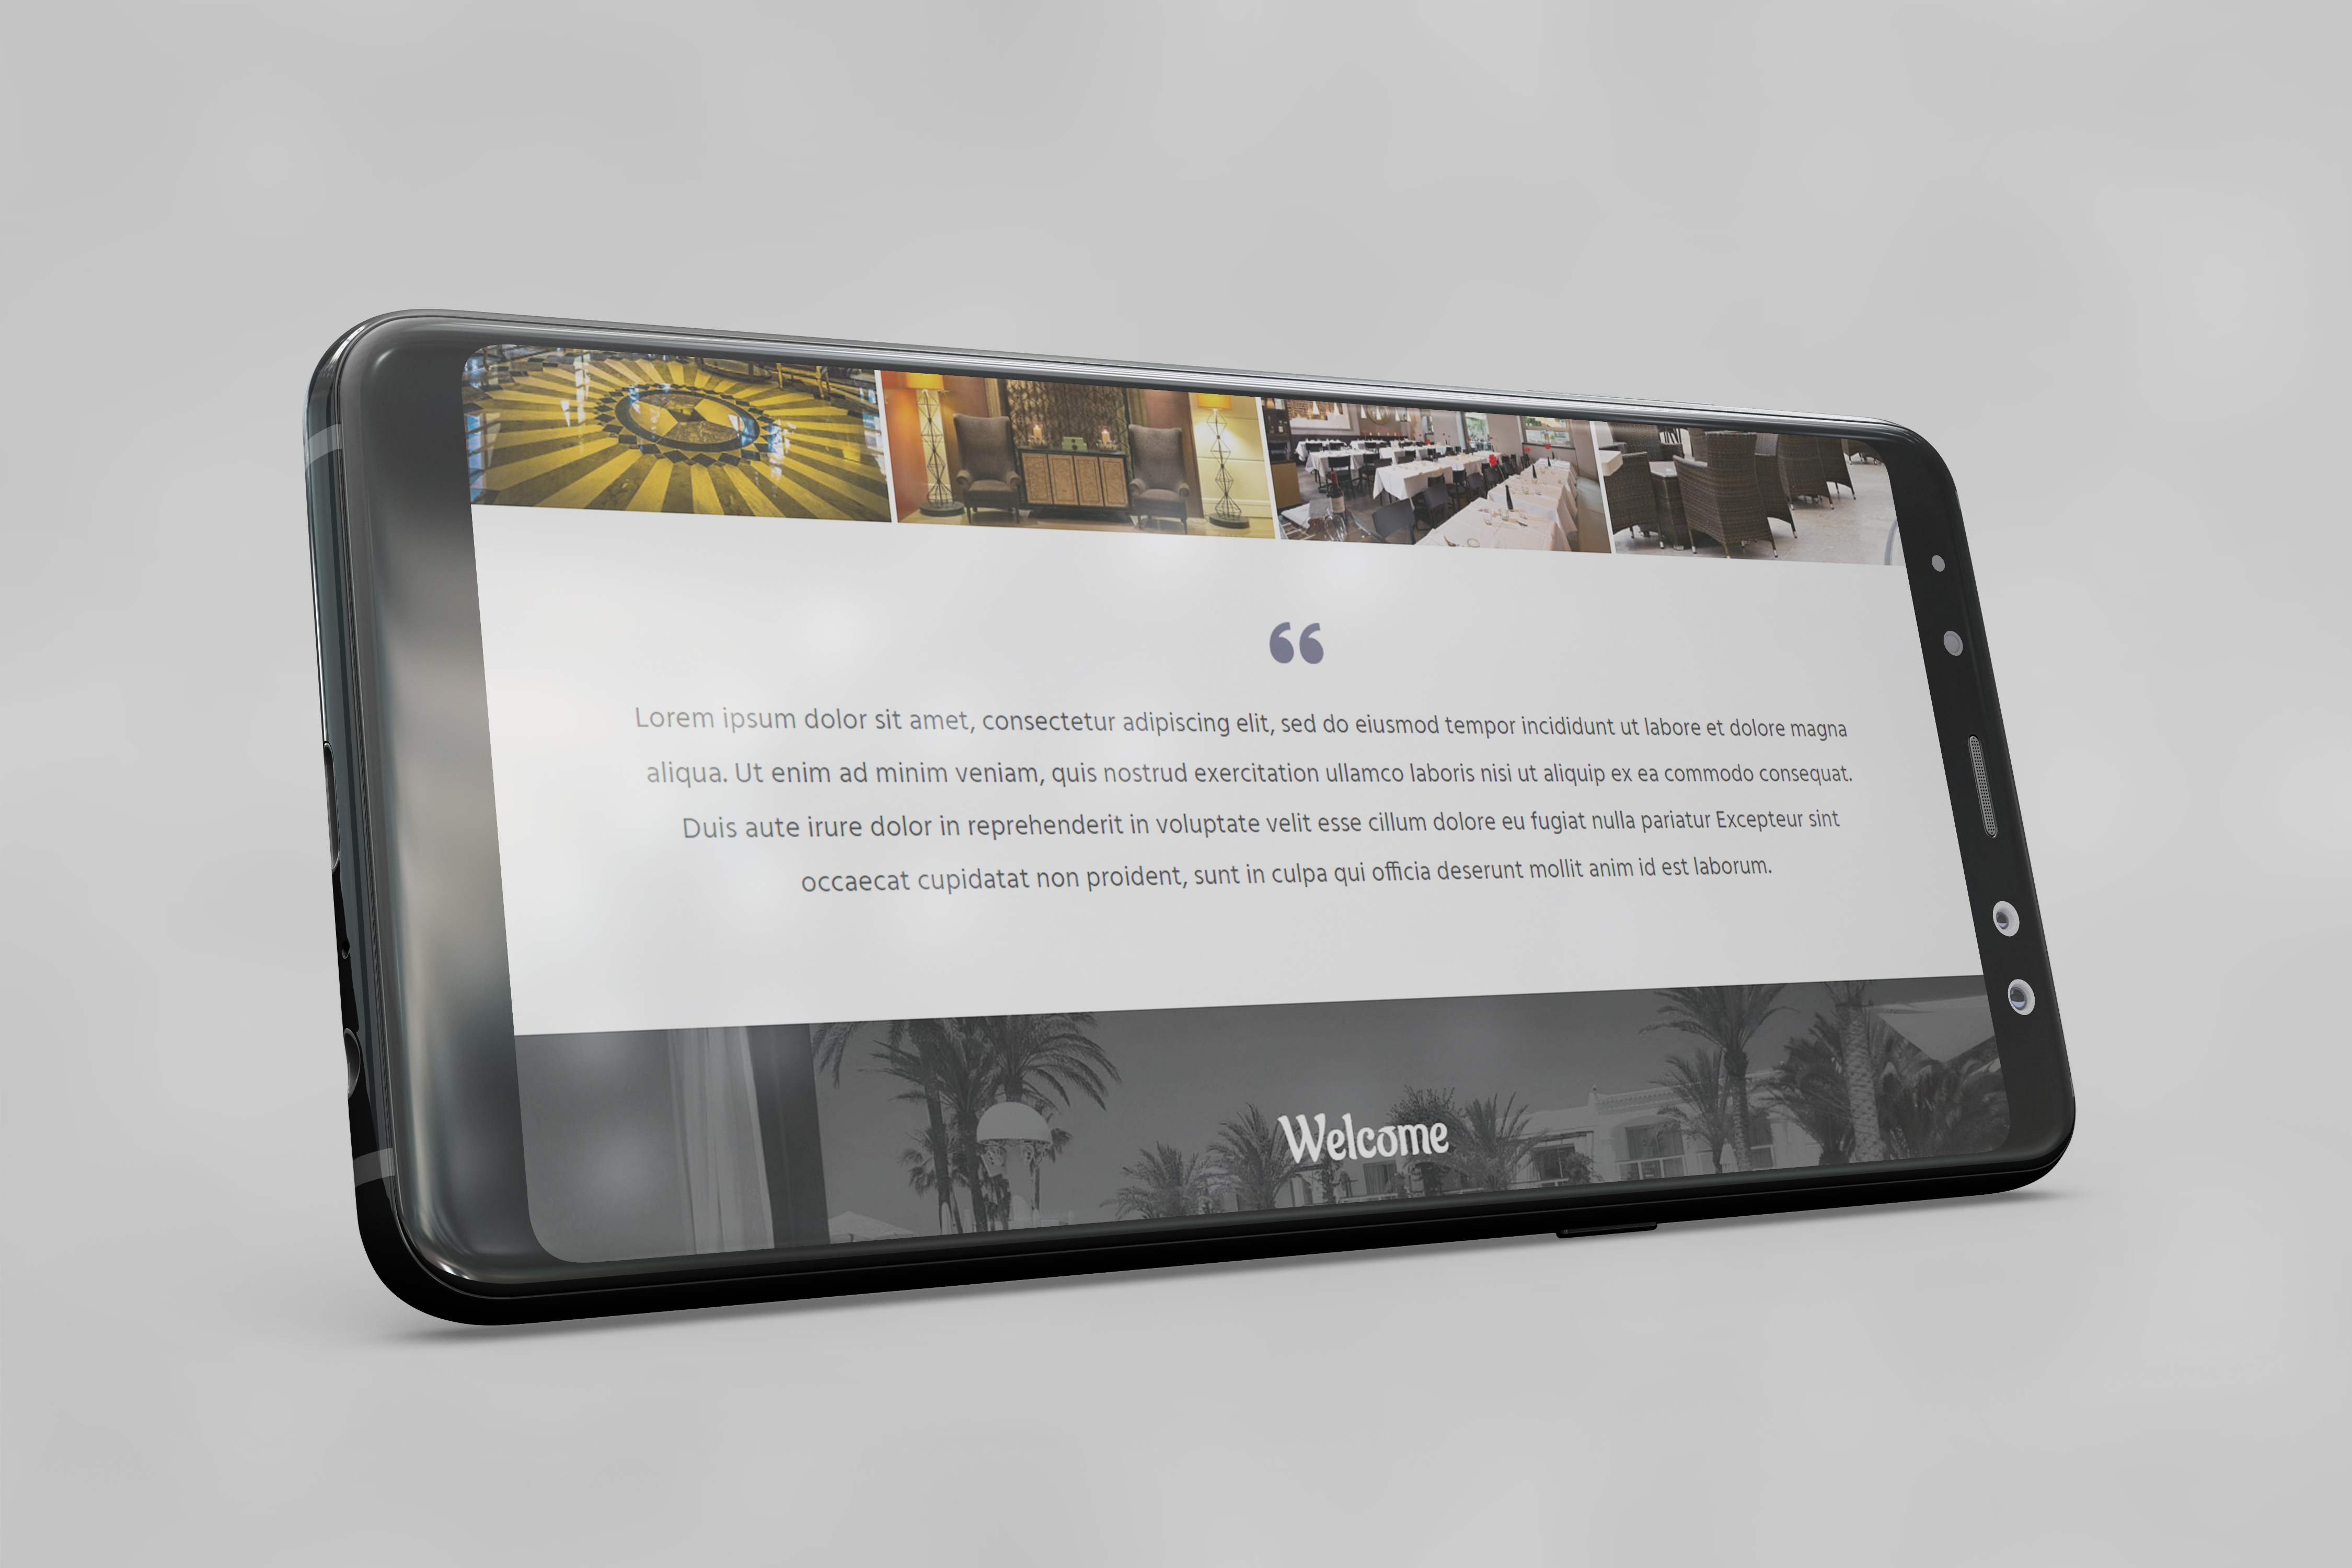 “
Lorem ipsum dolor sit amet, consectetur adipiscing elit, sed do eiusmod tempor incididunt ut labore et dolore magna
aliqua. Ut enim ad minim veniam, quis nostrud exercitation ullamco laboris nisi ut aliquip ex ea commodo consequat.
Duis aute irure dolor in reprehenderit in voluptate velit esse cillum dolore eu fugiat nulla pariatur Excepteur sint
occaecat cupidatat non proident, sunt in culpa qui officia deserunt mollit anim id est laborum.
Welcome